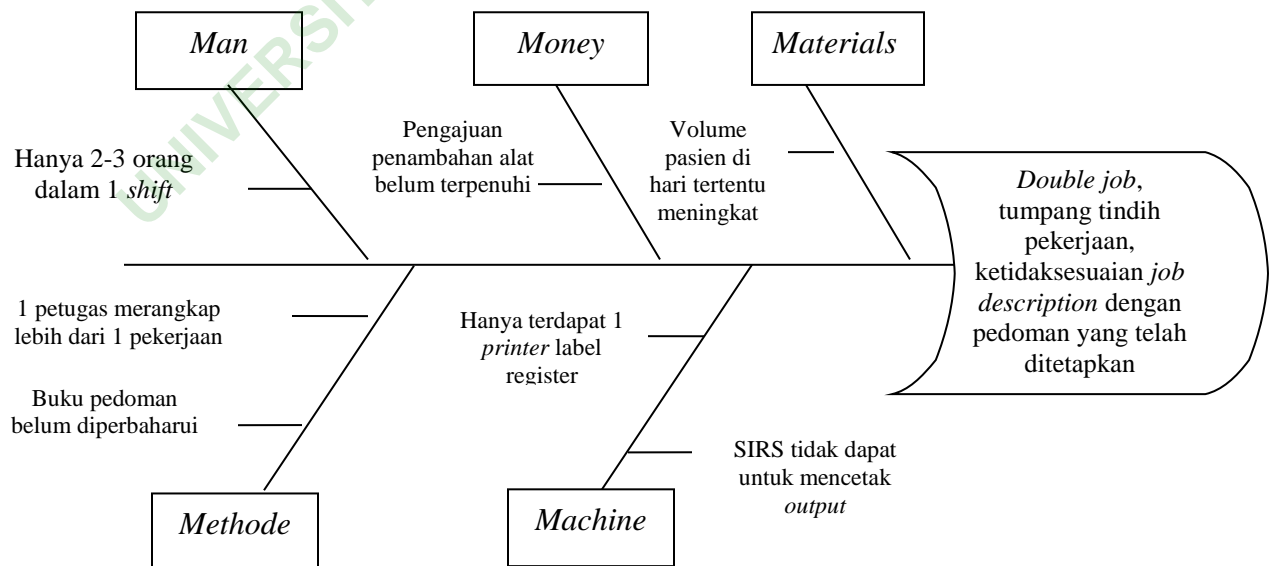 Man
Money
Materials
UNIVERSI
Hanya 2-3 orang
dalam 1 shift
Pengajuan
penambahan alat
belum terpenuhi
Volume
pasien di
hari tertentu
meningkat
Double job,
tumpang tindih
pekerjaan,
ketidaksesuaian job
description dengan
pedoman yang telah
ditetapkan
1 petugas merangkap
lebih dari 1 pekerjaan
Buku pedoman
belum diperbaharui
Hanya terdapat 1
printer label
register
SIRS tidak dapat
untuk mencetak
output
Methode
Machine